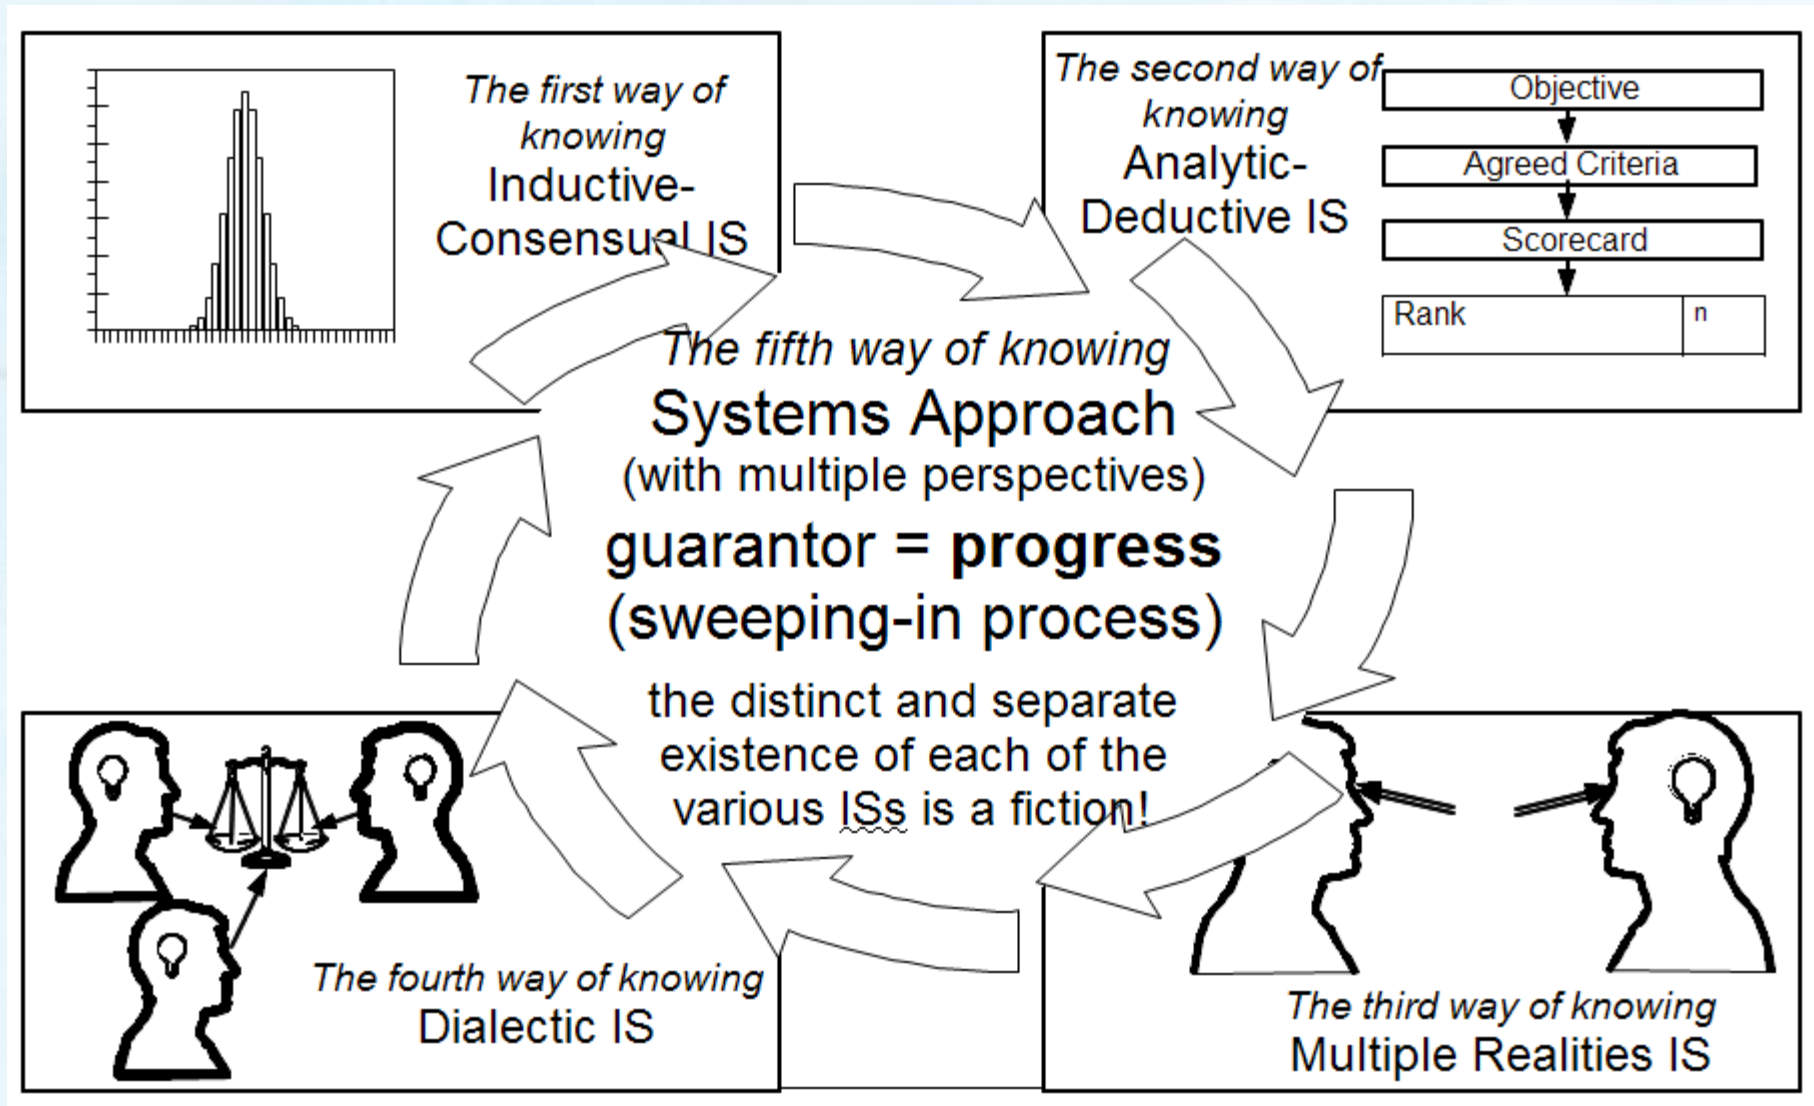 The first way of
knowing
Inductive-
Consensual IS
The second way of
knowing
Analytic-
Deductive IS
Objective
Agreed Criteria
Scorecard
Rank
n
The fifth way of knowing
Systems Approach
(with multiple perspectives)
guarantor = progress
(sweeping-in process)
the distinct and separate
existence of each of the
various ISs is a fiction!
The fourth way of knowing
Dialectic IS
The third way of knowing
Multiple Realities IS